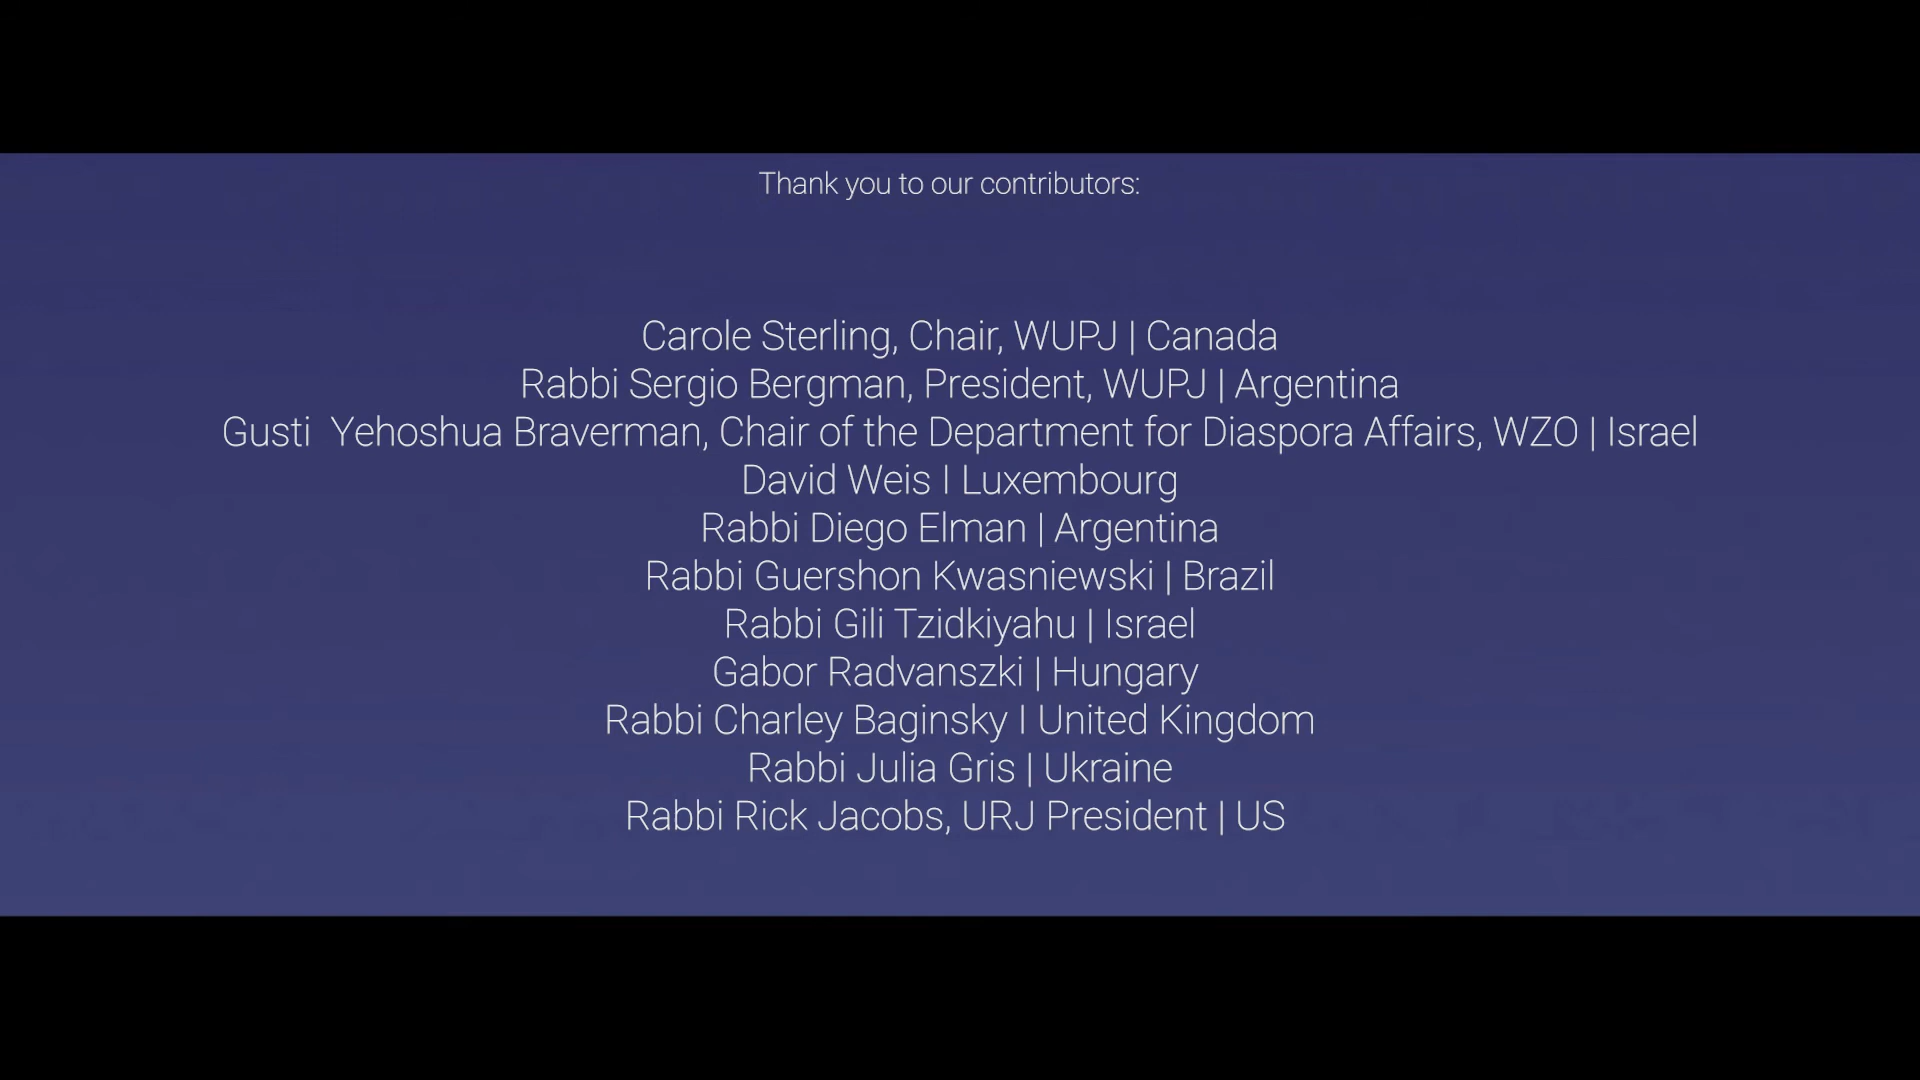 Thank you to our contributors:
Carole Sterling, Chair, WUPJ | Canada
Rabbi Sergio Bergman, President, WUPJ | Argentina
Gusti  Yehoshua Braverman, Chair of the Department for Diaspora Affairs, WZO | Israel
David Weis I Luxembourg
Rabbi Diego Elman | Argentina
Rabbi Guershon Kwasniewski | Brazil
Rabbi Gili Tzidkiyahu | Israel
Gabor Radvanszki | Hungary
Rabbi Charley Baginsky I United Kingdom
Rabbi Julia Gris | Ukraine
Rabbi Rick Jacobs, URJ President | US